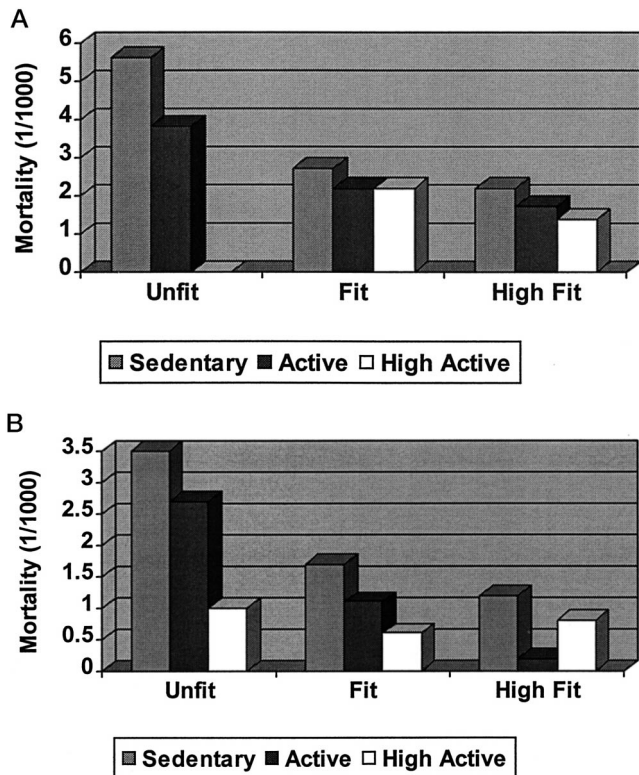 A
Mortality (1/1000)
6
5
4
3
2
1
0
Unfit Fit High Fit
Sedentary Active High Active
B
Mortality (1/1000)
3.5
3
2.5
2
1.5
1
0.5
0
Unfit Fit High Fit
Sedentary Active High Active